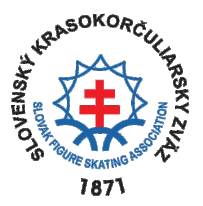 SLOVENSKÝ KRASOKORČULIARSKY ZVÄZ
SLOVAK FIGURE SKATING ASSOCIATION
1871